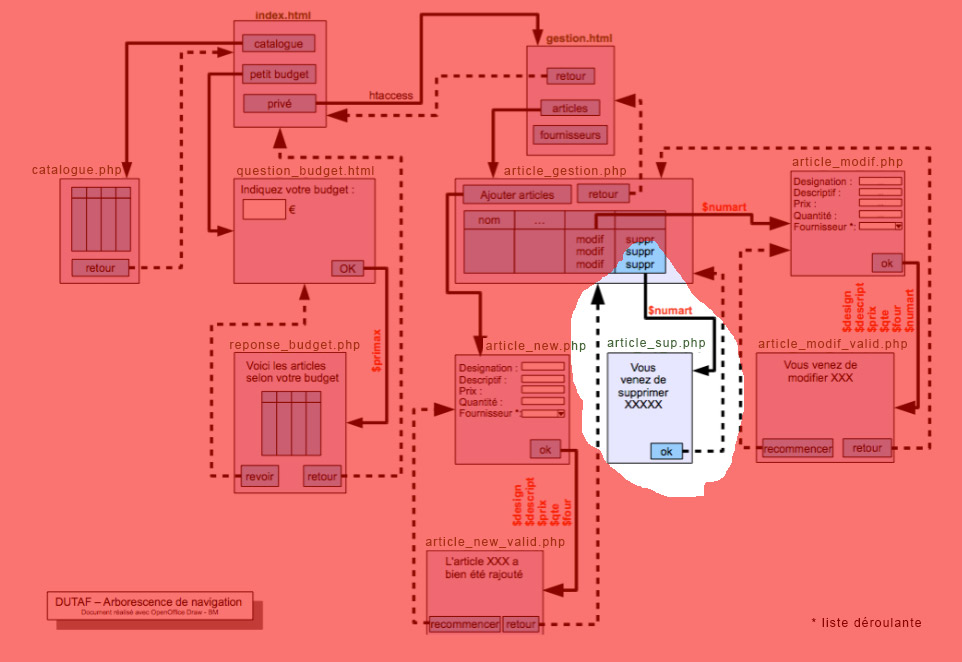 index.html
catalogue
petit budget
privé
htaccess
gestion.html
retour
articles
fournisseurs
catalogue.php
retour
question_budget.html
Indiquez votre budget :
€
OK
$primax
reponse_budget.php
Voici les articles
selon votre budget
revoir
retour
article_gestion.php
Ajouter articles
retour
nom
...
modif suppr
modif suppr
modif suppr
$numart
$numart
article_modif.php
Designation :
Descriptif :
Prix :
Quantité :
Fournisseur *:
ok
$design
$descript
$prix
$qte
$four
$numart
article_modif_valid.php
Vous venez de
modifier XXX
recommencer
retour
article_sup.php
Vous
venez de
supprimer
XXXXX
ok
article_new.php
Designation :
Descriptif :
Prix :
Quantité :
Fournisseur *:
ok
$design
$descript
$prix
$qte
$four
article_new_valid.php
L'article XXX a
bien été rajouté
recommencer
retour
DUTAF – Arborescence de navigation
Document réalisé avec OpenOffice Draw - BM
* liste déroulante